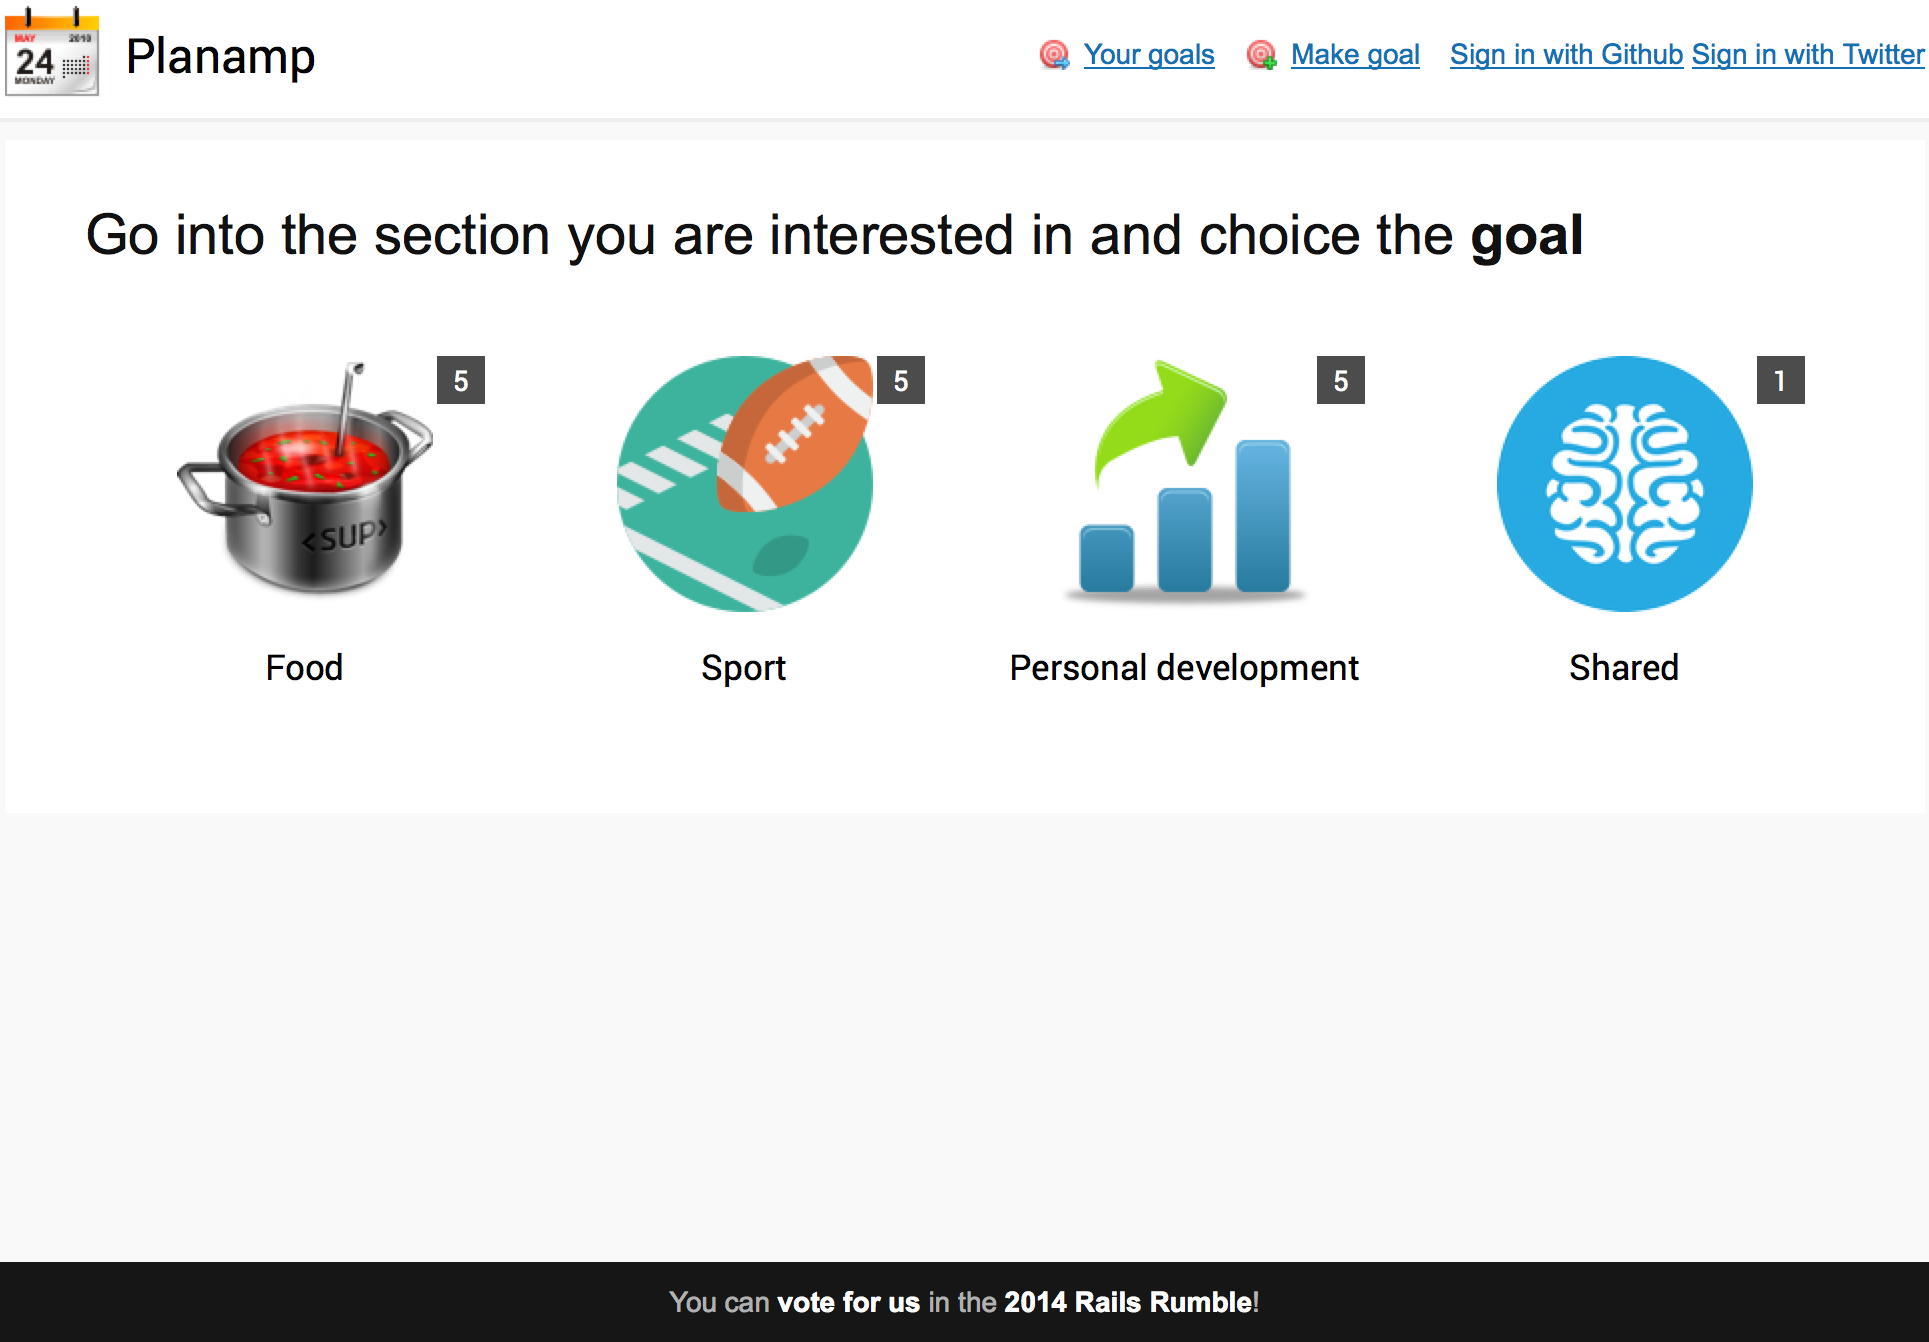 MAY 2010
24
MONDAY
Planamp
Your goals Make goal Sign in with Github Sign in with Twitter
Go into the section you are interested in and choice the goal
5 5 5 1
<SUP>
Food Sport Personal development Shared
You can vote for us in the 2014 Rails Rumble!